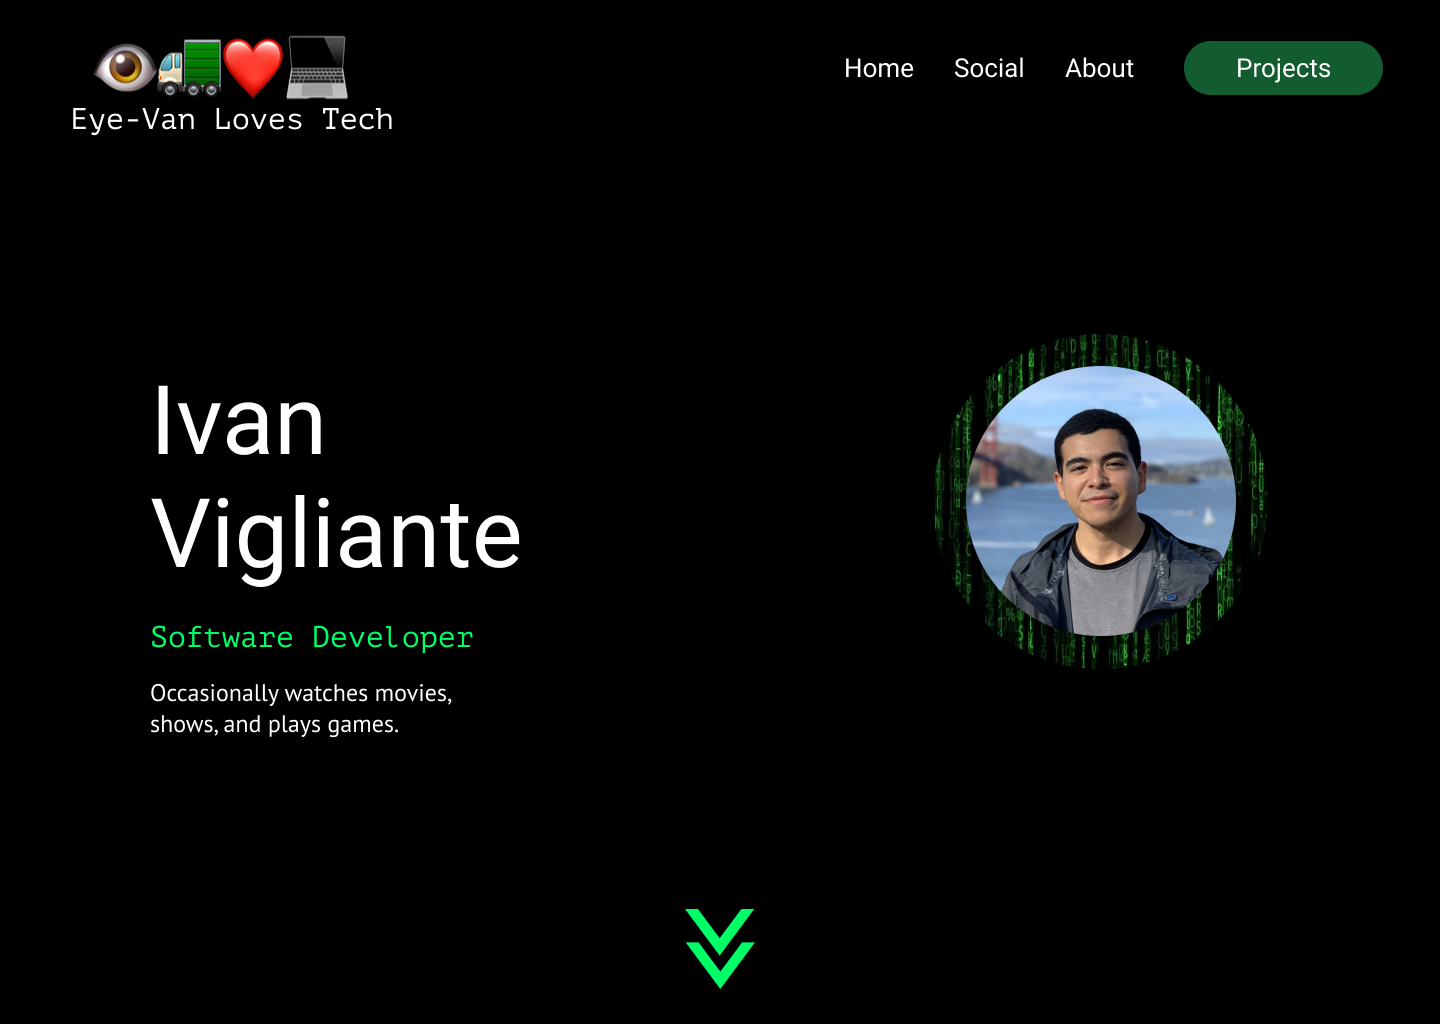 Eye-Van Loves Tech
Home Social About Projects
Ivan
Vigliante
Software Developer
Occasionally watches movies,
shows, and plays games.